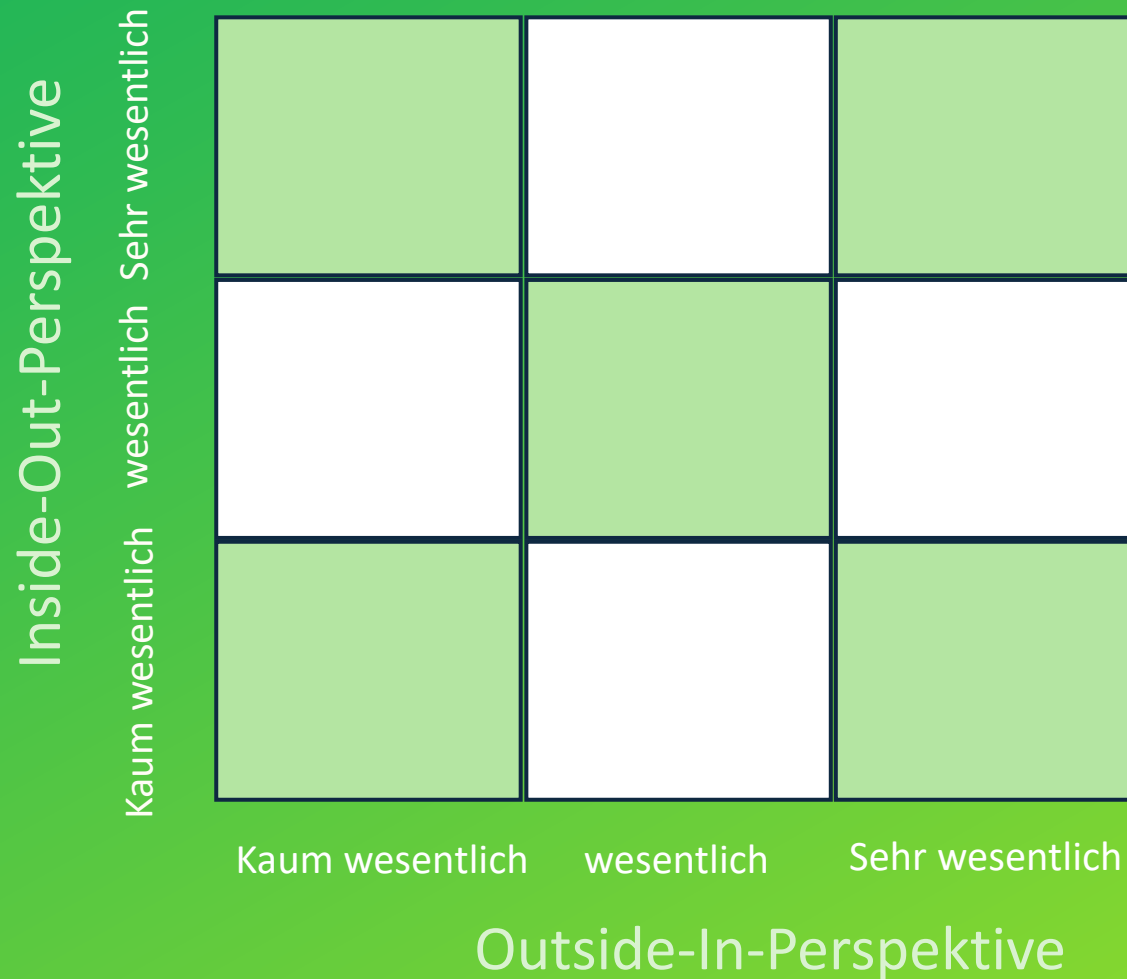 Inside-Out-Perspektive
Sehr wesentlich
wesentlich
Kaum wesentlich
Kaum wesentlich
wesentlich
Sehr wesentlich
Outside-In-Perspektive